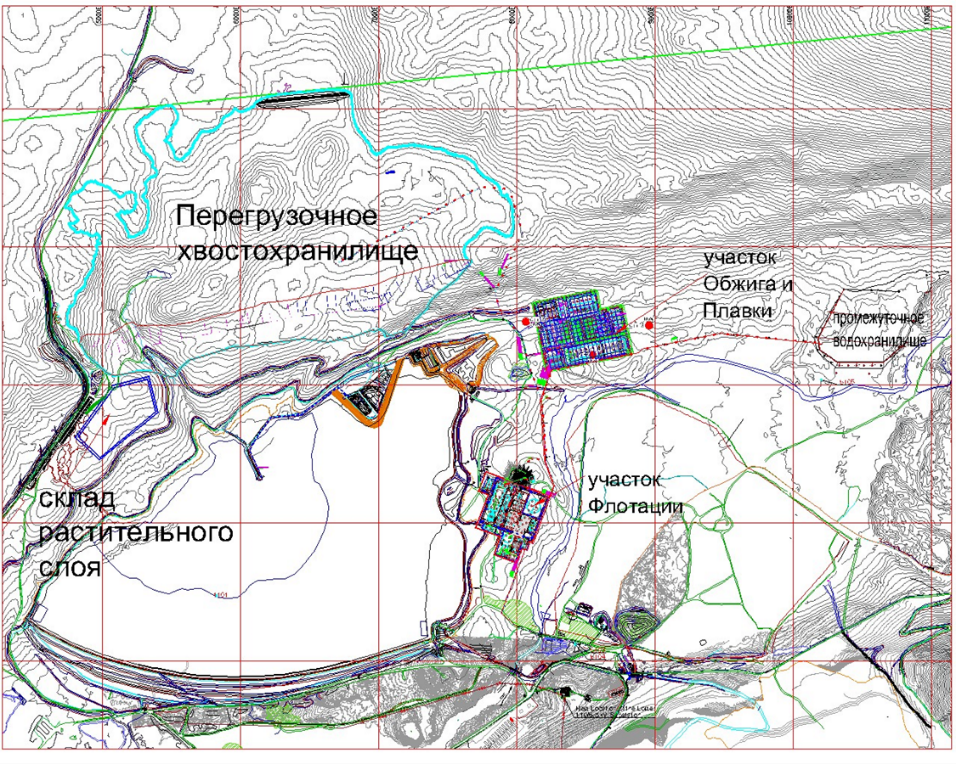 Перегрузочное
хвостохранилище
участок
Обжига и
Плавки
промежуточное
водохранилище
участок
Флотации
склад
растительного
слоя